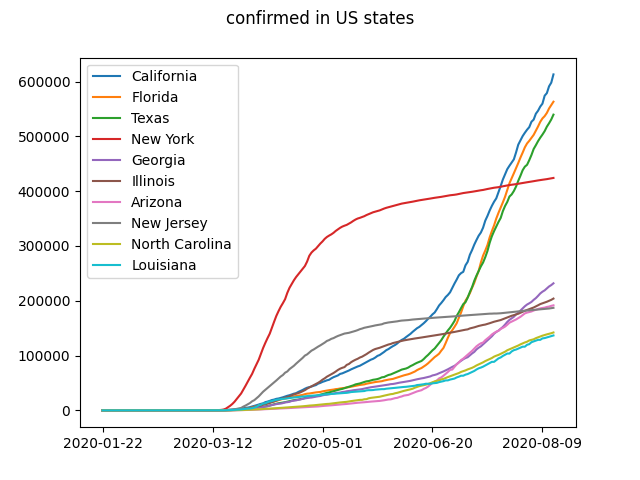 confirmed in US states
600000
500000
400000
300000
200000
100000
0
California
Florida
Texas
New York
Georgia
Illinois
Arizona
New Jersey
North Carolina
Louisiana
2020-01-22 2020-03-12 2020-05-01 2020-06-20 2020-08-09